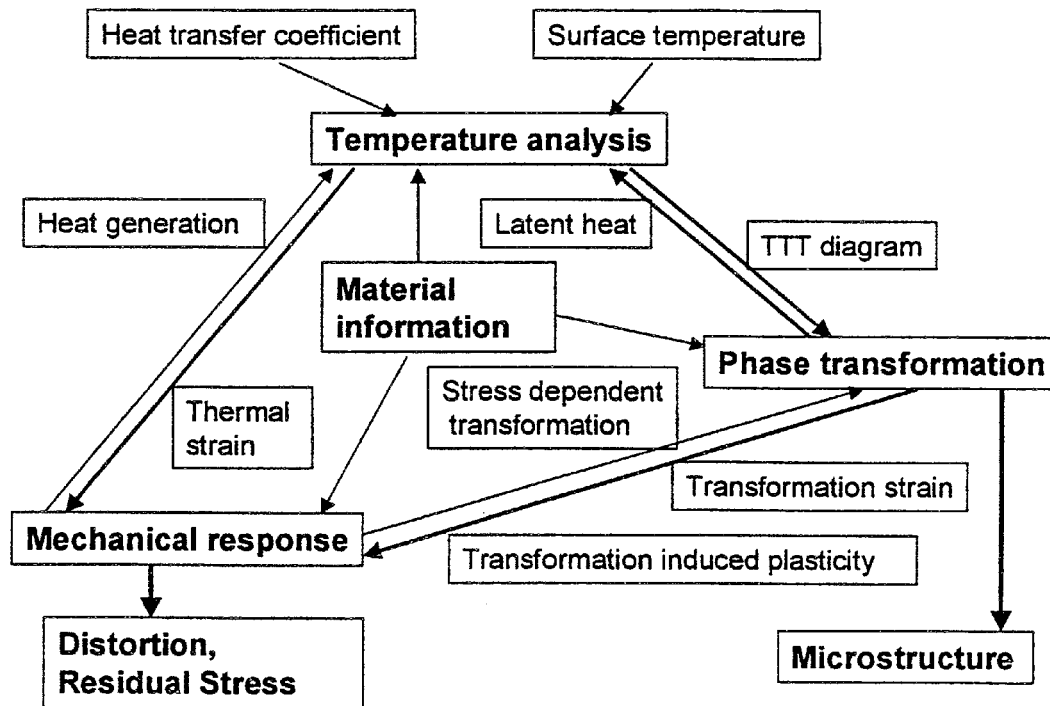 Heat transfer coefficient
Surface temperature
Temperature analysis
Heat generation
Latent heat
TTT diagram
Material
information
Phase transformation
Thermal
strain
Stress dependent
transformation
Transformation strain
Mechanical response
Transformation induced plasticity
Distortion,
Residual Stress
Microstructure